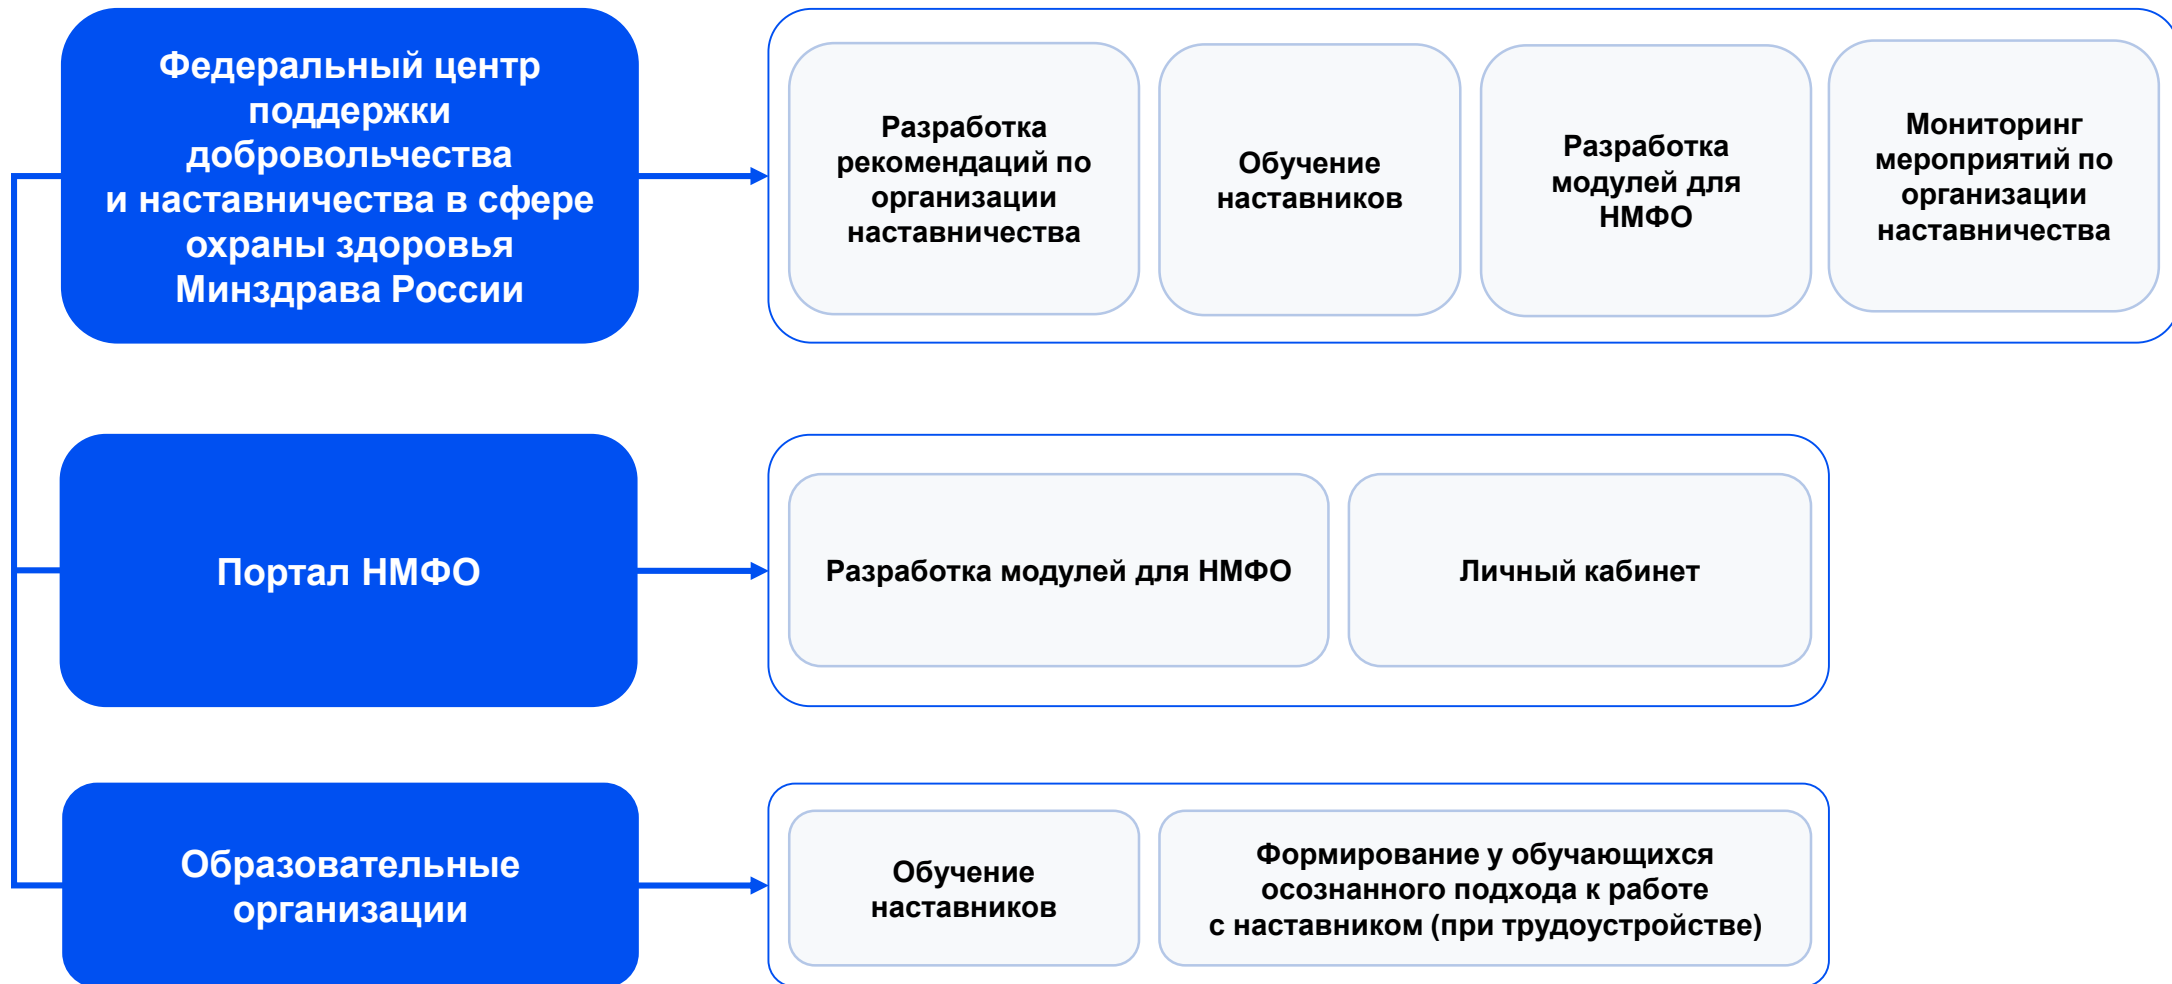 Федеральный центр
поддержки
добровольчества
и наставничества в сфере
охраны здоровья
Минздрава России
Разработка
рекомендаций по
организации
наставничества
Обучение
наставников
Разработка
модулей для
НМФО
Мониторинг
мероприятий по
организации
наставничества
Портал НМФО
Разработка модулей для НМФО
Личный кабинет
Образовательные
организации
Обучение
наставников
Формирование у обучающихся
осознанного подхода к работе
с наставником (при трудоустройстве)